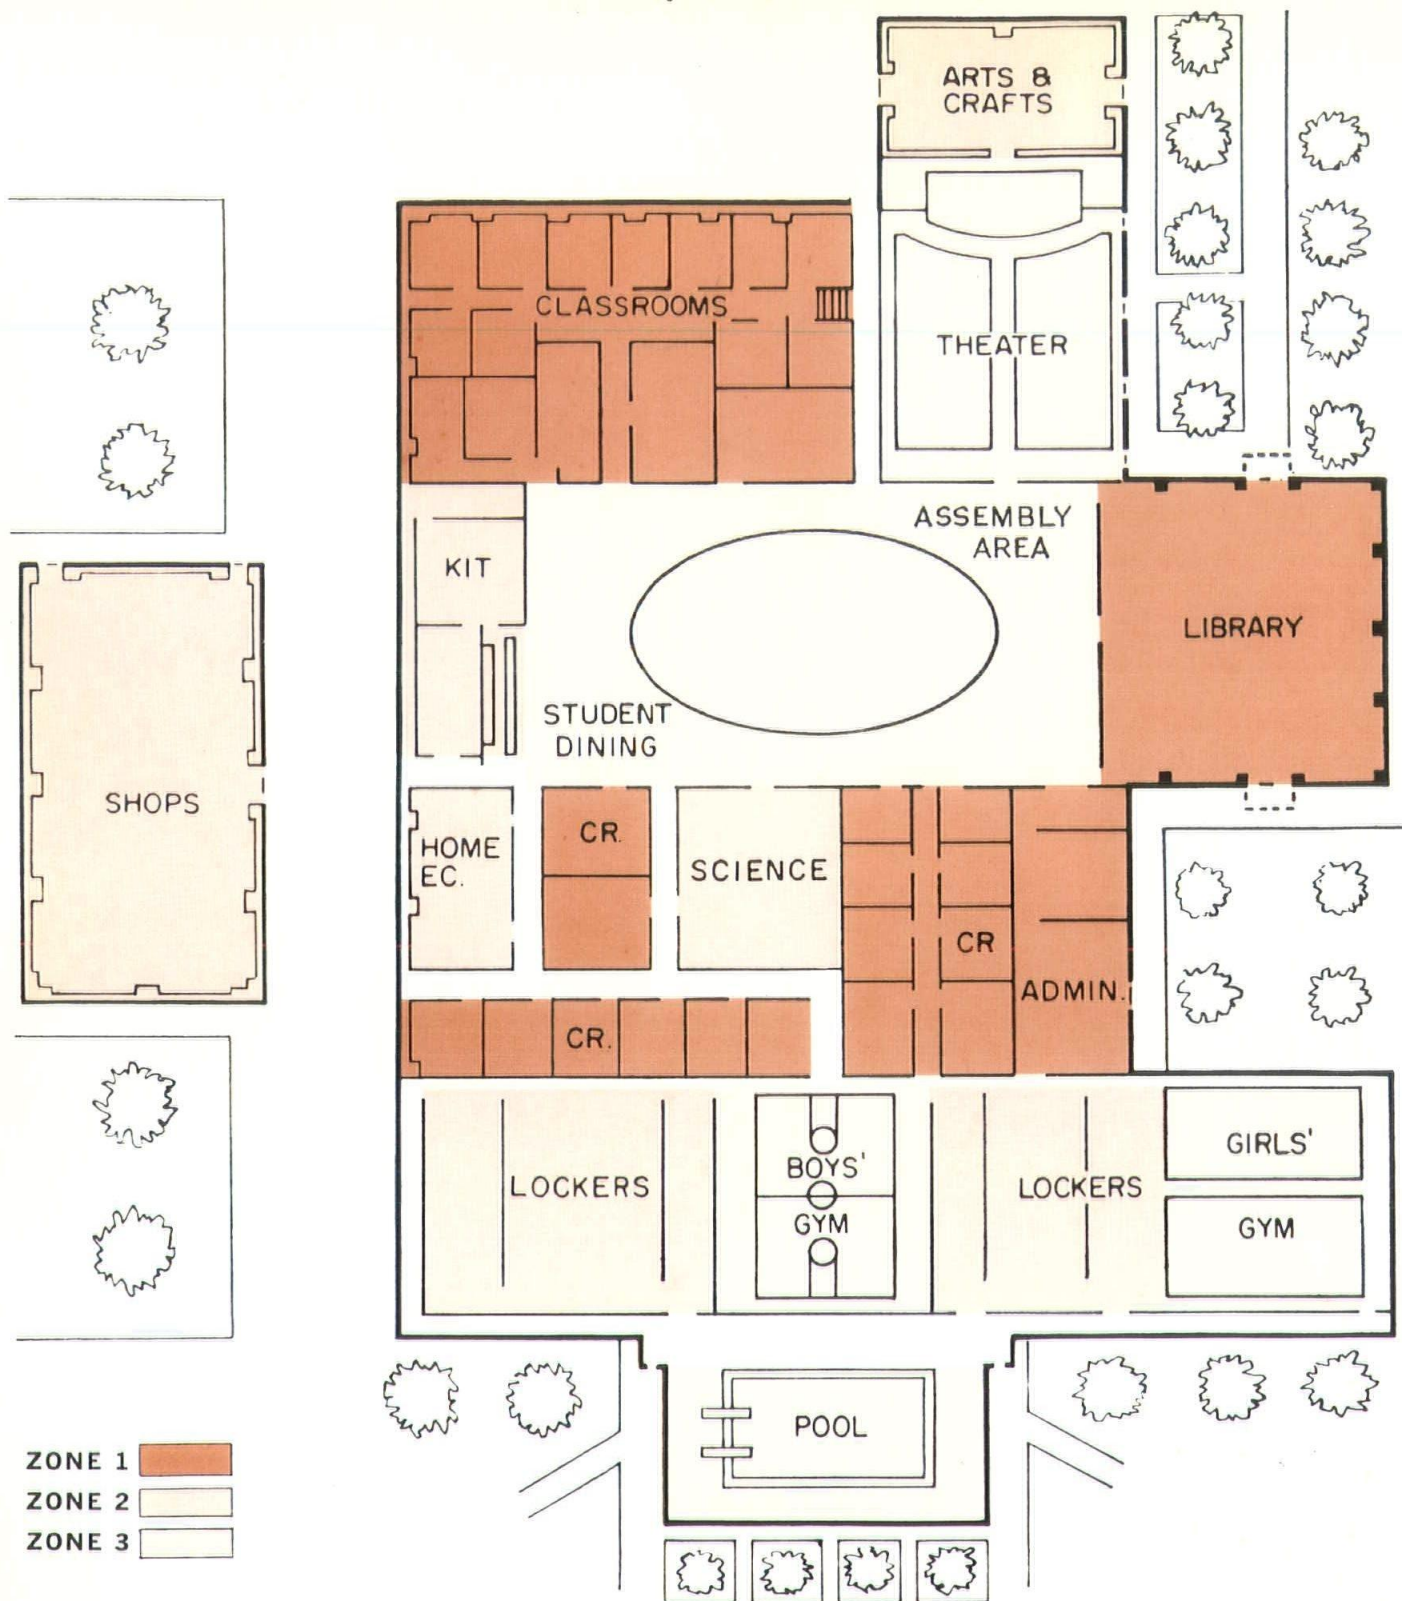 ARTS &
CRAFTS
CLASSROOMS
THEATER
ASSEMBLY
AREA
KIT
LIBRARY
STUDENT
DINING
SHOPS
HOME
EC.
CR.
SCIENCE
CR
ADMIN.
CR.
LOCKERS
BOYS'
GYM
LOCKERS
GIRLS'
GYM
POOL
ZONE 1
ZONE 2
ZONE 3